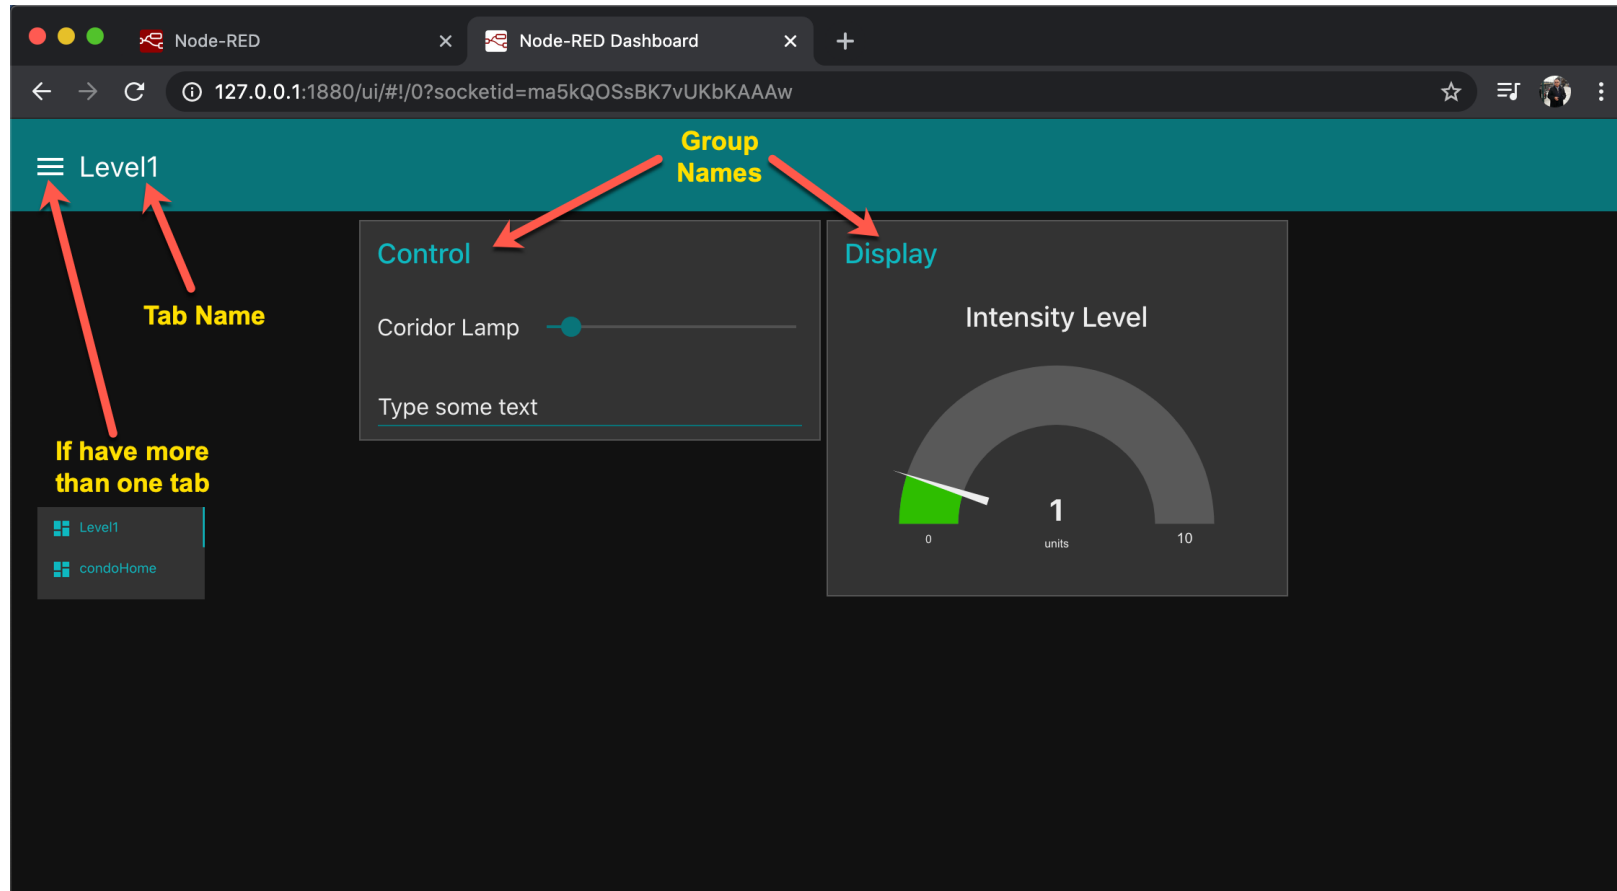 Node-RED
Node-RED Dashboard
127.0.0.1:1880/ui/#!/0?socketid=ma5kQOSsBK7vUKbKAAAw
Level1
Group
Names
Control
Display
Tab Name
Coridor Lamp
Intensity Level
Type some text
If have more
than one tab
1
units
0
10
Level1
condoHome